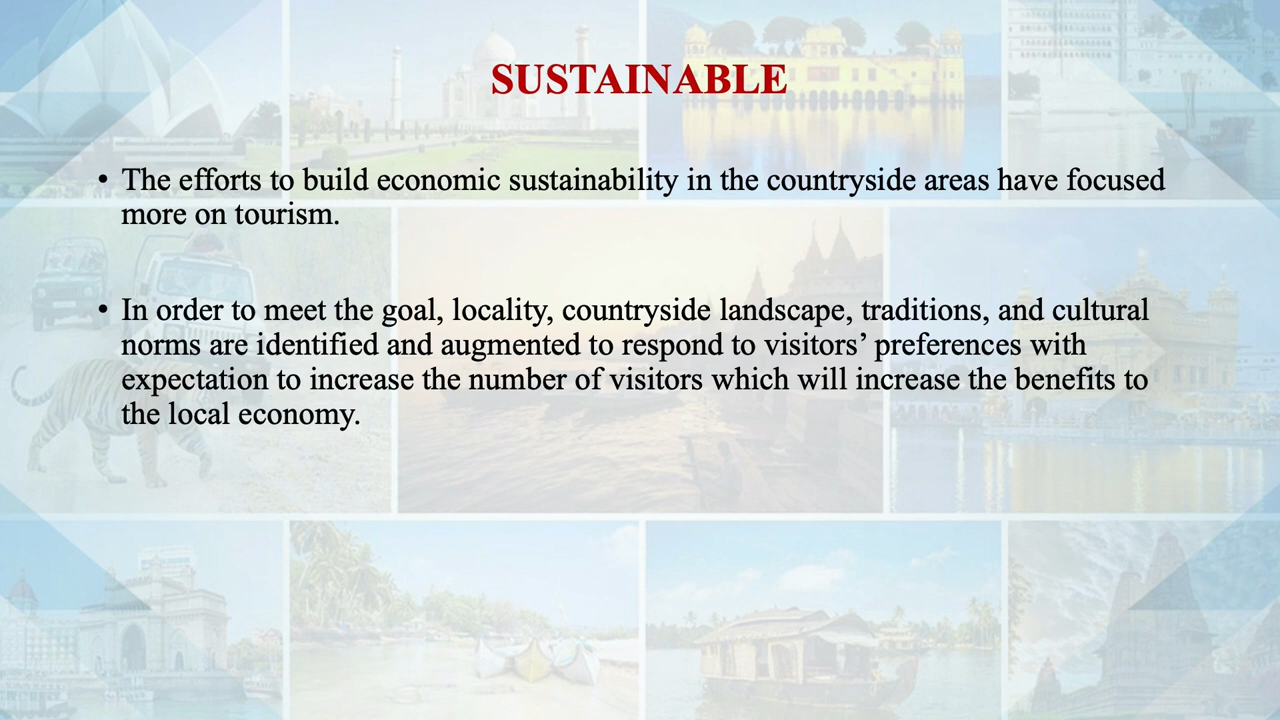 SUSTAINABLE
• The efforts to build economic sustainability in the countryside areas have focused
more on tourism.
• In order to meet the goal, locality, countryside landscape, traditions, and cultural
norms are identified and augmented to respond to visitors’ preferences with
expectation to increase the number of visitors which will increase the benefits to
the local economy.